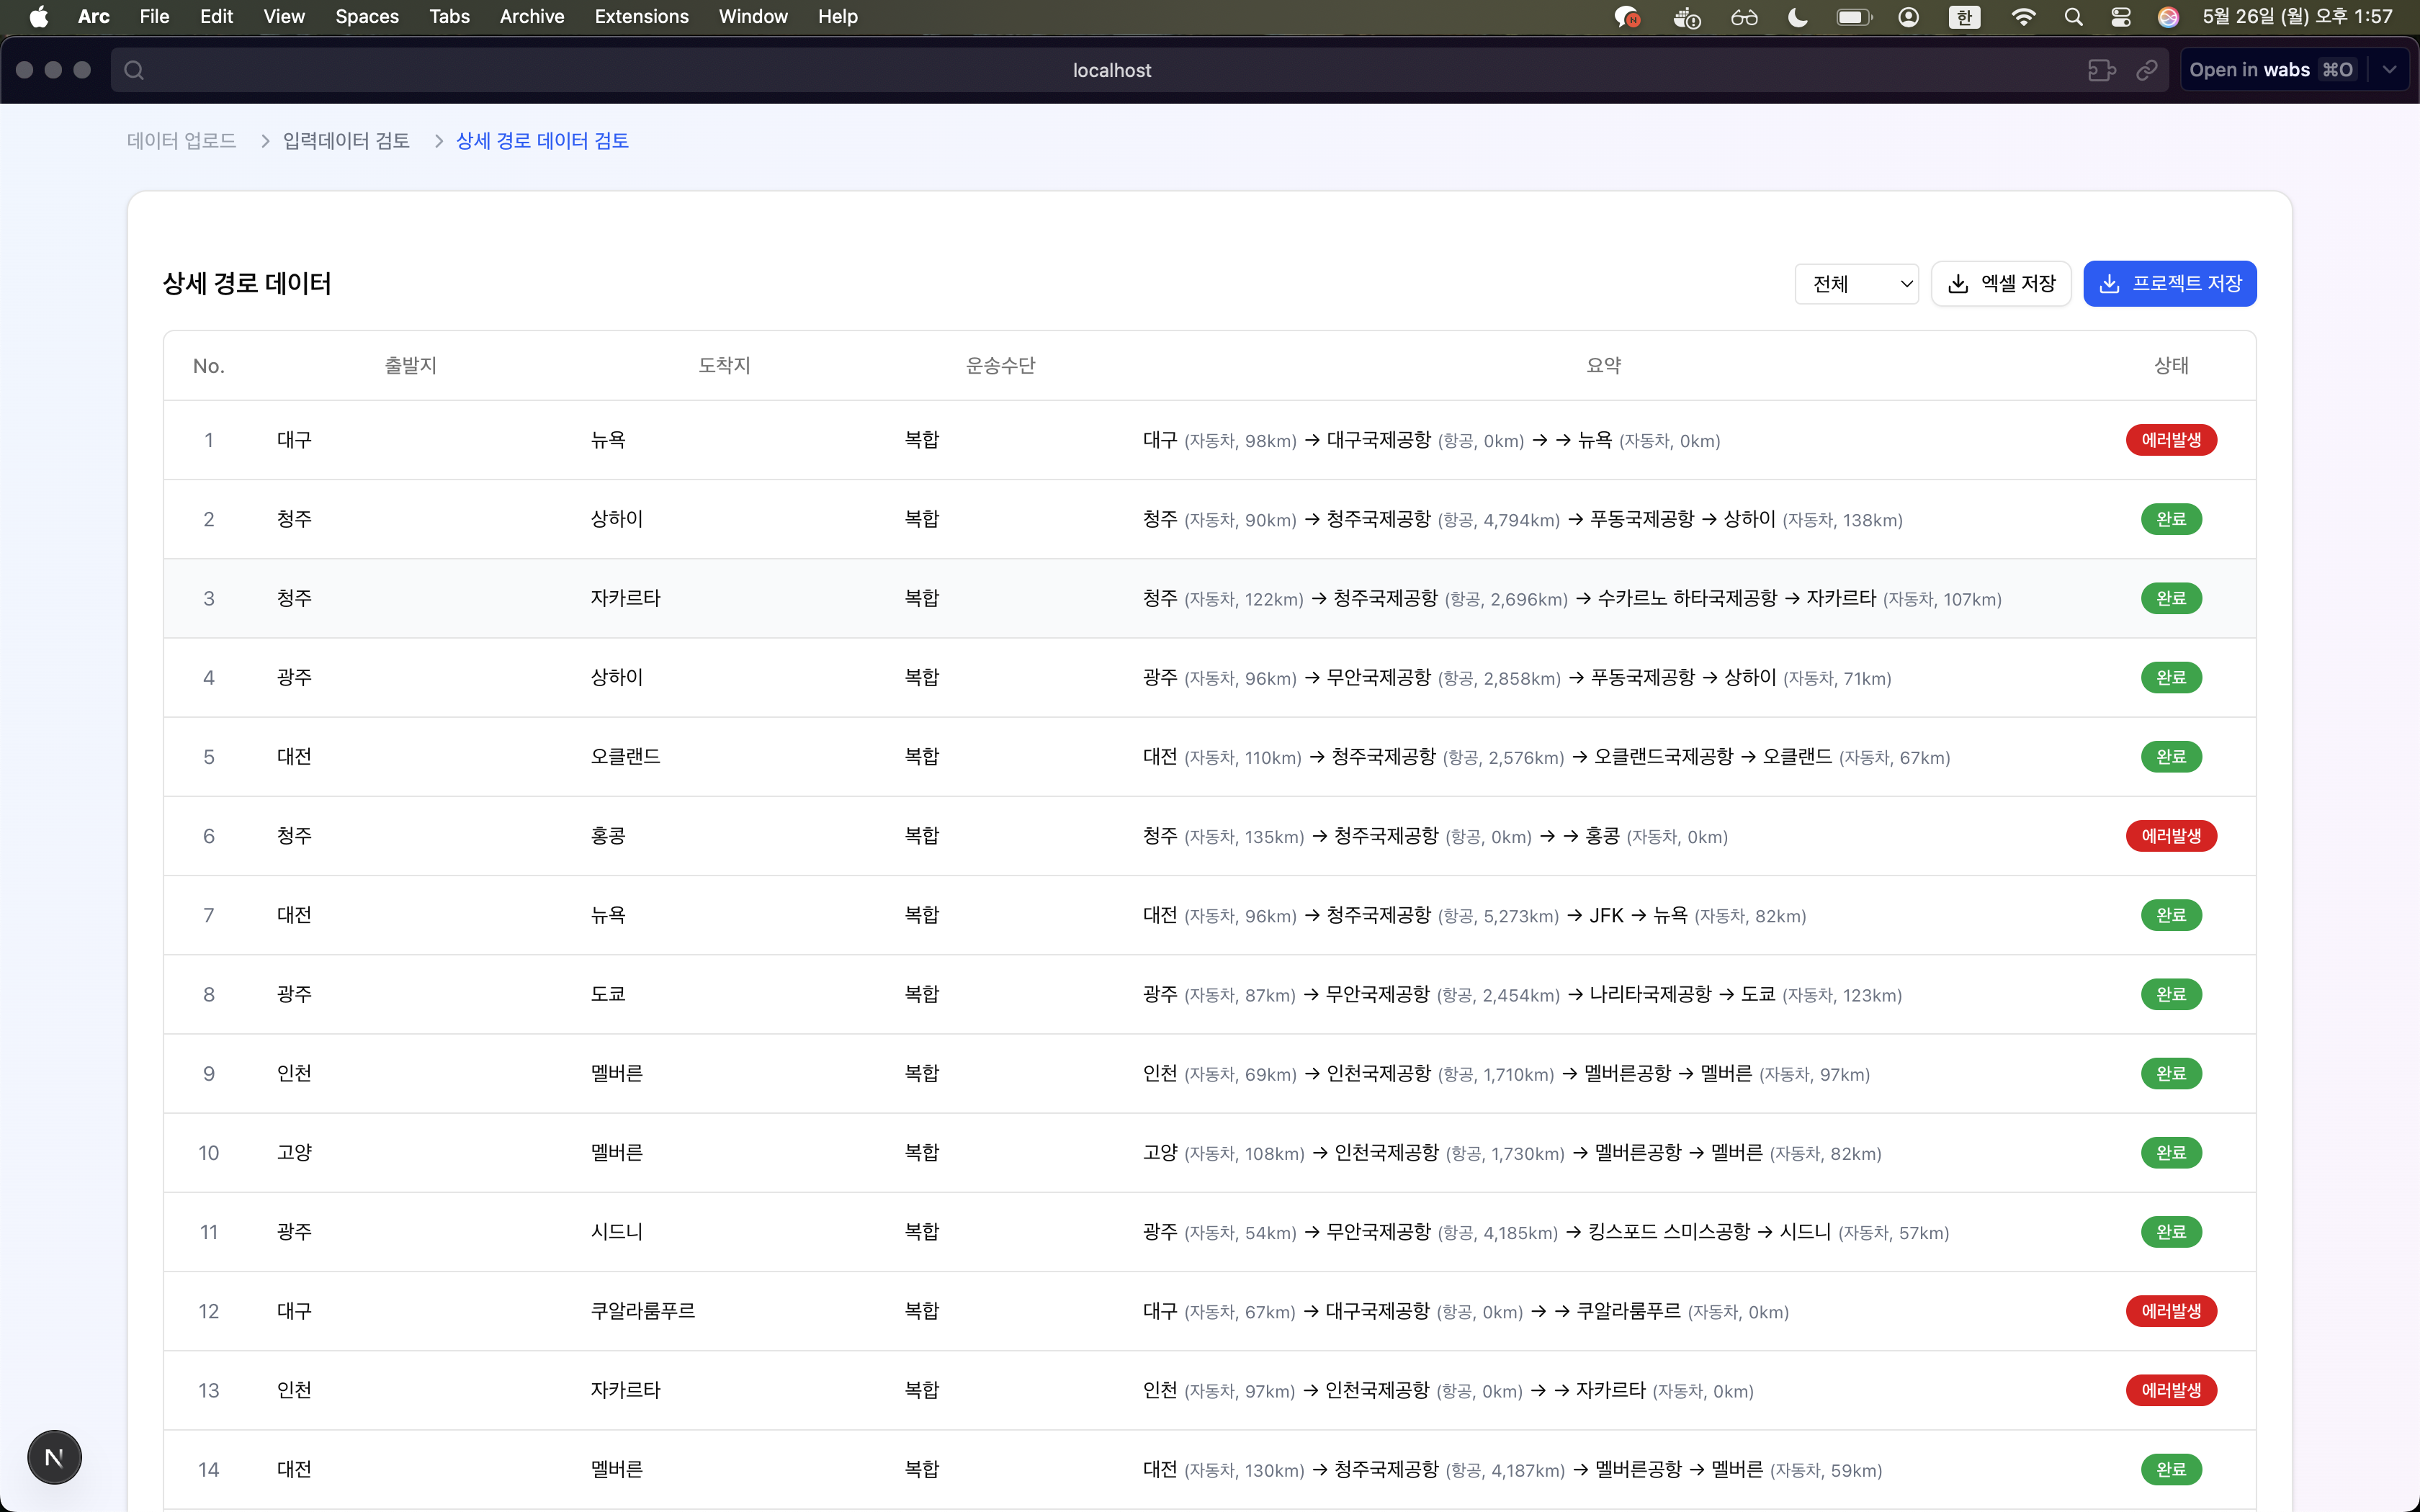 Arc File Edit View Spaces Tabs Archive Extensions Window Help 한 5월 26일 (월) 오후 1:57
localhost Open in wabs ⌘O
데이터 업로드 > 입력데이터 검토 > 상세 경로 데이터 검토
상세 경로 데이터 전체 엑셀 저장 프로젝트 저장
No. 출발지 도착지 운송수단 요약 상태
1 대구 뉴욕 복합 대구 (자동차, 98km) → 대구국제공항 (항공, 0km) → → 뉴욕 (자동차, 0km) 에러발생
2 청주 상하이 복합 청주 (자동차, 90km) → 청주국제공항 (항공, 4,794km) → 푸동국제공항 → 상하이 (자동차, 138km) 완료
3 청주 자카르타 복합 청주 (자동차, 122km) → 청주국제공항 (항공, 2,696km) → 수카르노 하타국제공항 → 자카르타 (자동차, 107km) 완료
4 광주 상하이 복합 광주 (자동차, 96km) → 무안국제공항 (항공, 2,858km) → 푸동국제공항 → 상하이 (자동차, 71km) 완료
5 대전 오클랜드 복합 대전 (자동차, 110km) → 청주국제공항 (항공, 2,576km) → 오클랜드국제공항 → 오클랜드 (자동차, 67km) 완료
6 청주 홍콩 복합 청주 (자동차, 135km) → 청주국제공항 (항공, 0km) → → 홍콩 (자동차, 0km) 에러발생
7 대전 뉴욕 복합 대전 (자동차, 96km) → 청주국제공항 (항공, 5,273km) → JFK → 뉴욕 (자동차, 82km) 완료
8 광주 도쿄 복합 광주 (자동차, 87km) → 무안국제공항 (항공, 2,454km) → 나리타국제공항 → 도쿄 (자동차, 123km) 완료
9 인천 멜버른 복합 인천 (자동차, 69km) → 인천국제공항 (항공, 1,710km) → 멜버른공항 → 멜버른 (자동차, 97km) 완료
10 고양 멜버른 복합 고양 (자동차, 108km) → 인천국제공항 (항공, 1,730km) → 멜버른공항 → 멜버른 (자동차, 82km) 완료
11 광주 시드니 복합 광주 (자동차, 54km) → 무안국제공항 (항공, 4,185km) → 킹스포드 스미스공항 → 시드니 (자동차, 57km) 완료
12 대구 쿠알라룸푸르 복합 대구 (자동차, 67km) → 대구국제공항 (항공, 0km) → → 쿠알라룸푸르 (자동차, 0km) 에러발생
13 인천 자카르타 복합 인천 (자동차, 97km) → 인천국제공항 (항공, 0km) → → 자카르타 (자동차, 0km) 에러발생
14 대전 멜버른 복합 대전 (자동차, 130km) → 청주국제공항 (항공, 4,187km) → 멜버른공항 → 멜버른 (자동차, 59km) 완료
N